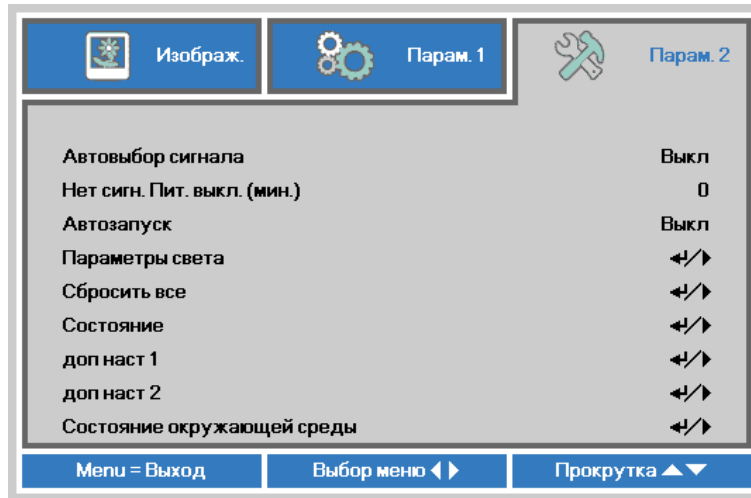 Изображ. Парам. 1 Парам. 2
Автовыбор сигнала Выкл
Нет сигн. Пит. выкл. (мин.) 0
Автозапуск Выкл
Параметры света ↵/▶
Сбросить все ↵/▶
Состояние ↵/▶
доп наст 1 ↵/▶
доп наст 2 ↵/▶
Состояние окружающей среды ↵/▶
Menu = Выход Выбор меню ◀ ▶ Прокрутка ▲ ▼